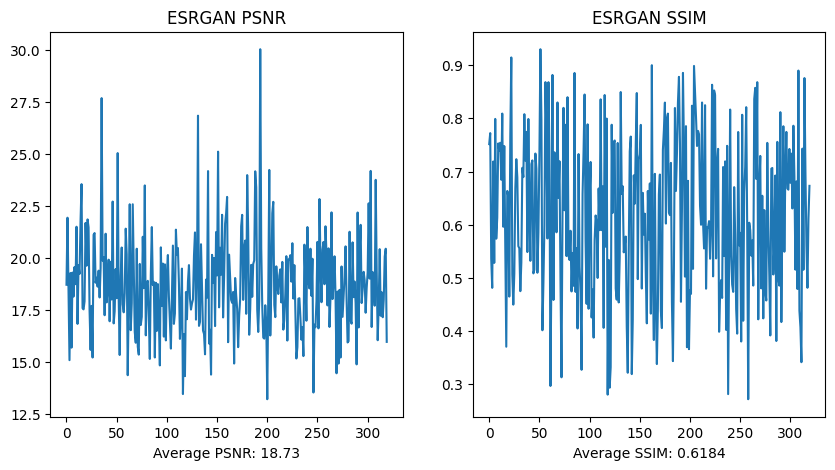 ESRGAN PSNR
30.0
27.5
25.0
22.5
20.0
17.5
15.0
12.5
0 50 100 150 200 250 300
Average PSNR: 18.73
ESRGAN SSIM
0.9
0.8
0.7
0.6
0.5
0.4
0.3
0 50 100 150 200 250 300
Average SSIM: 0.6184